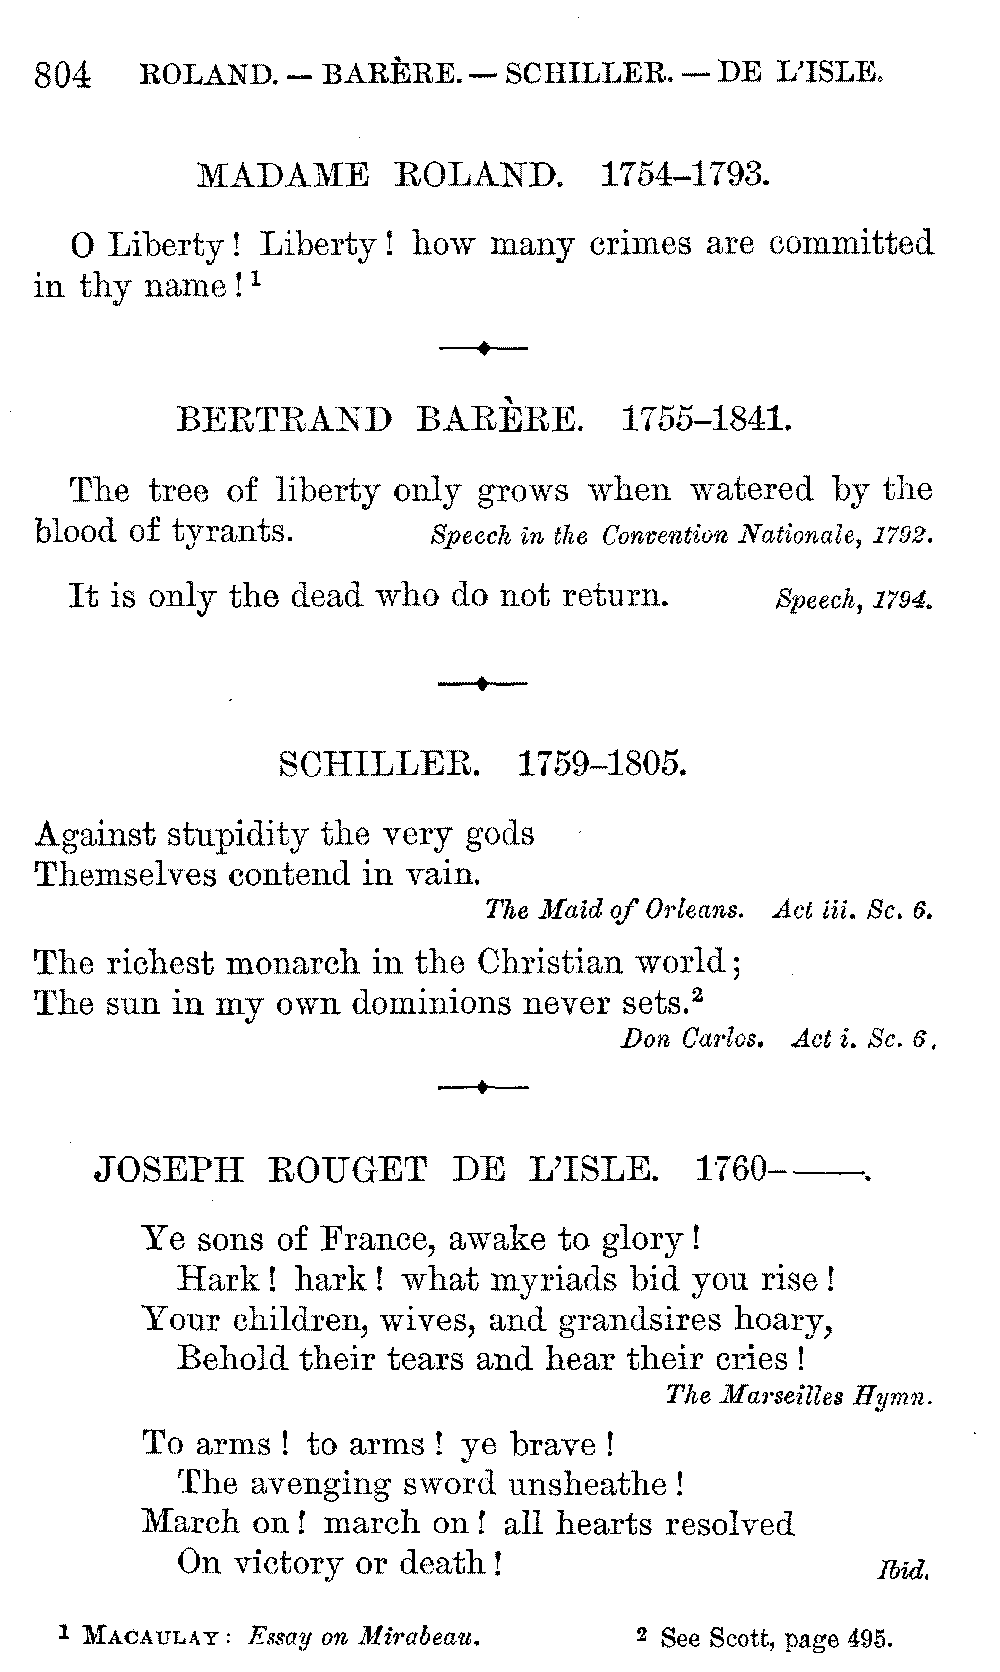 804 ROLAND. — BARÈRE. — SCHILLER. — DE L'ISLE.
MADAME ROLAND. 1754–1793.
O Liberty! Liberty! how many crimes are committed
in thy name!¹
BERTRAND BARÈRE. 1755–1841.
The tree of liberty only grows when watered by the
blood of tyrants. Speech in the Convention Nationale, 1792.
It is only the dead who do not return. Speech, 1794.
SCHILLER. 1759–1805.
Against stupidity the very gods
Themselves contend in vain.
The Maid of Orleans. Act iii. Sc. 6.
The richest monarch in the Christian world;
The sun in my own dominions never sets.²
Don Carlos. Act i. Sc. 6.
JOSEPH ROUGET DE L'ISLE. 1760–——.
Ye sons of France, awake to glory!
Hark! hark! what myriads bid you rise!
Your children, wives, and grandsires hoary,
Behold their tears and hear their cries!
The Marseilles Hymn.
To arms! to arms! ye brave!
The avenging sword unsheathe!
March on! march on! all hearts resolved
On victory or death! Ibid.
¹ MACAULAY: Essay on Mirabeau. ² See Scott, page 495.